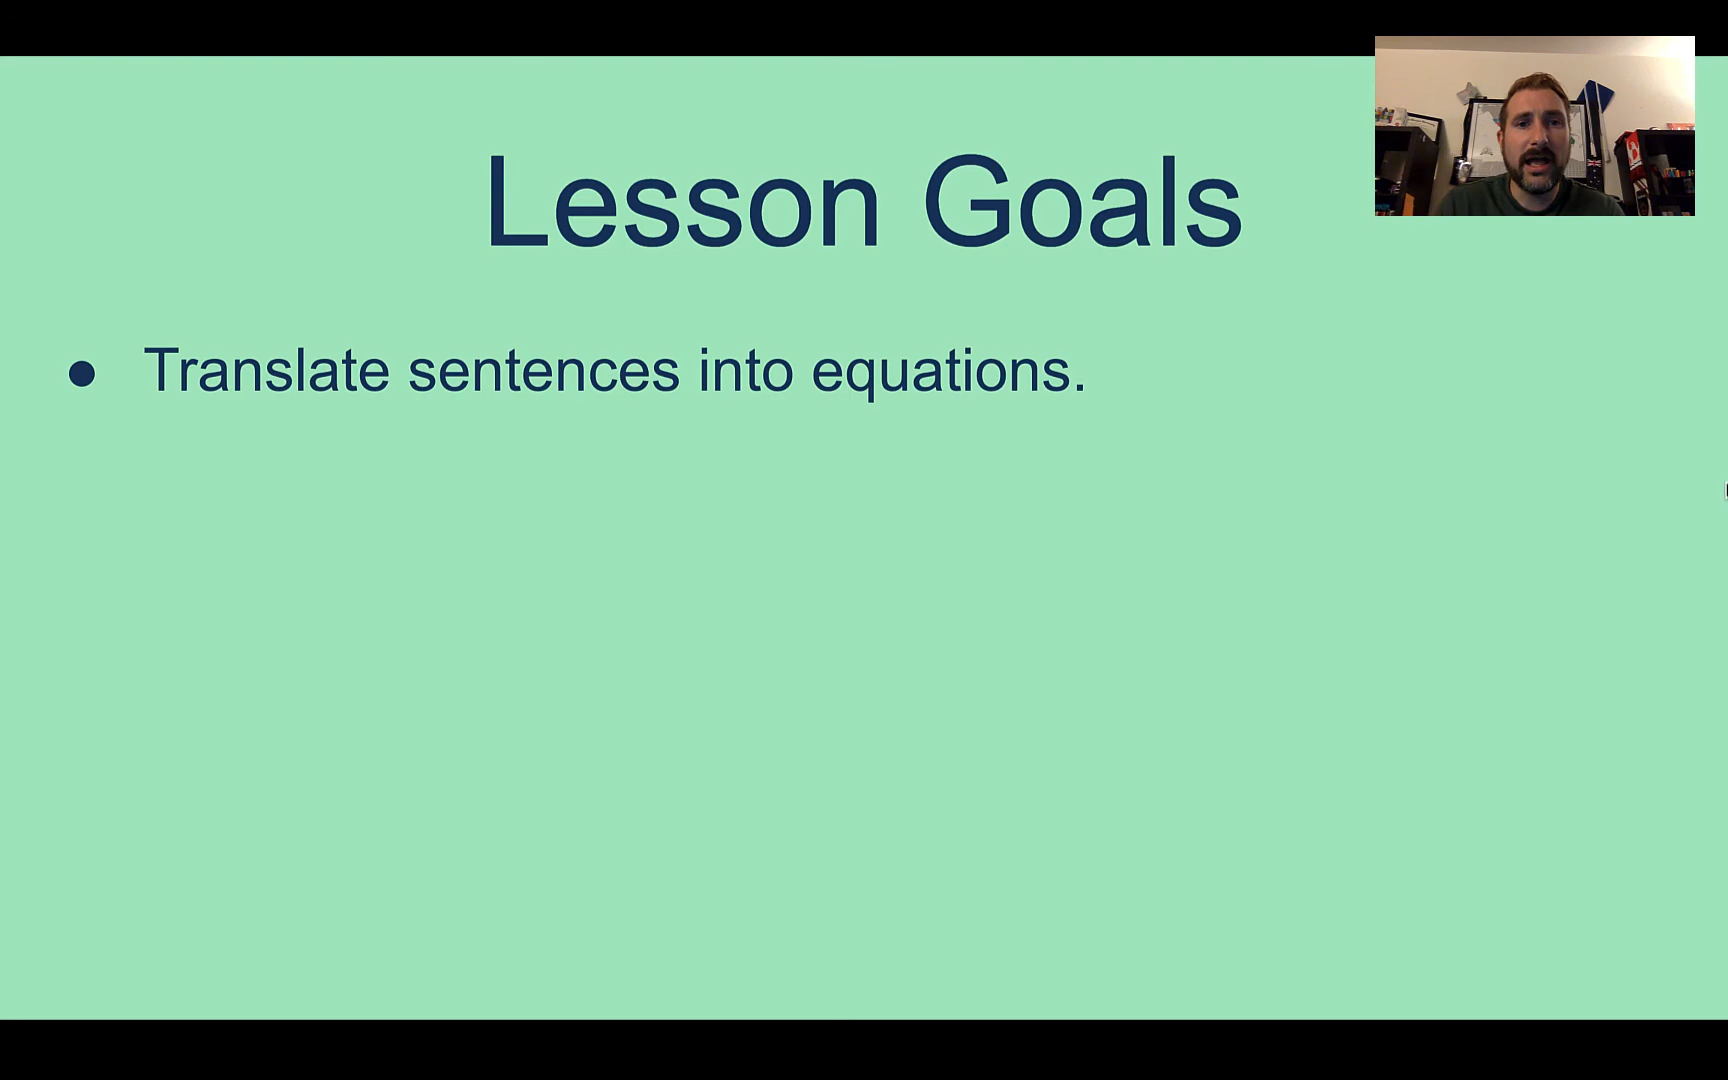 Lesson Goals
● Translate sentences into equations.